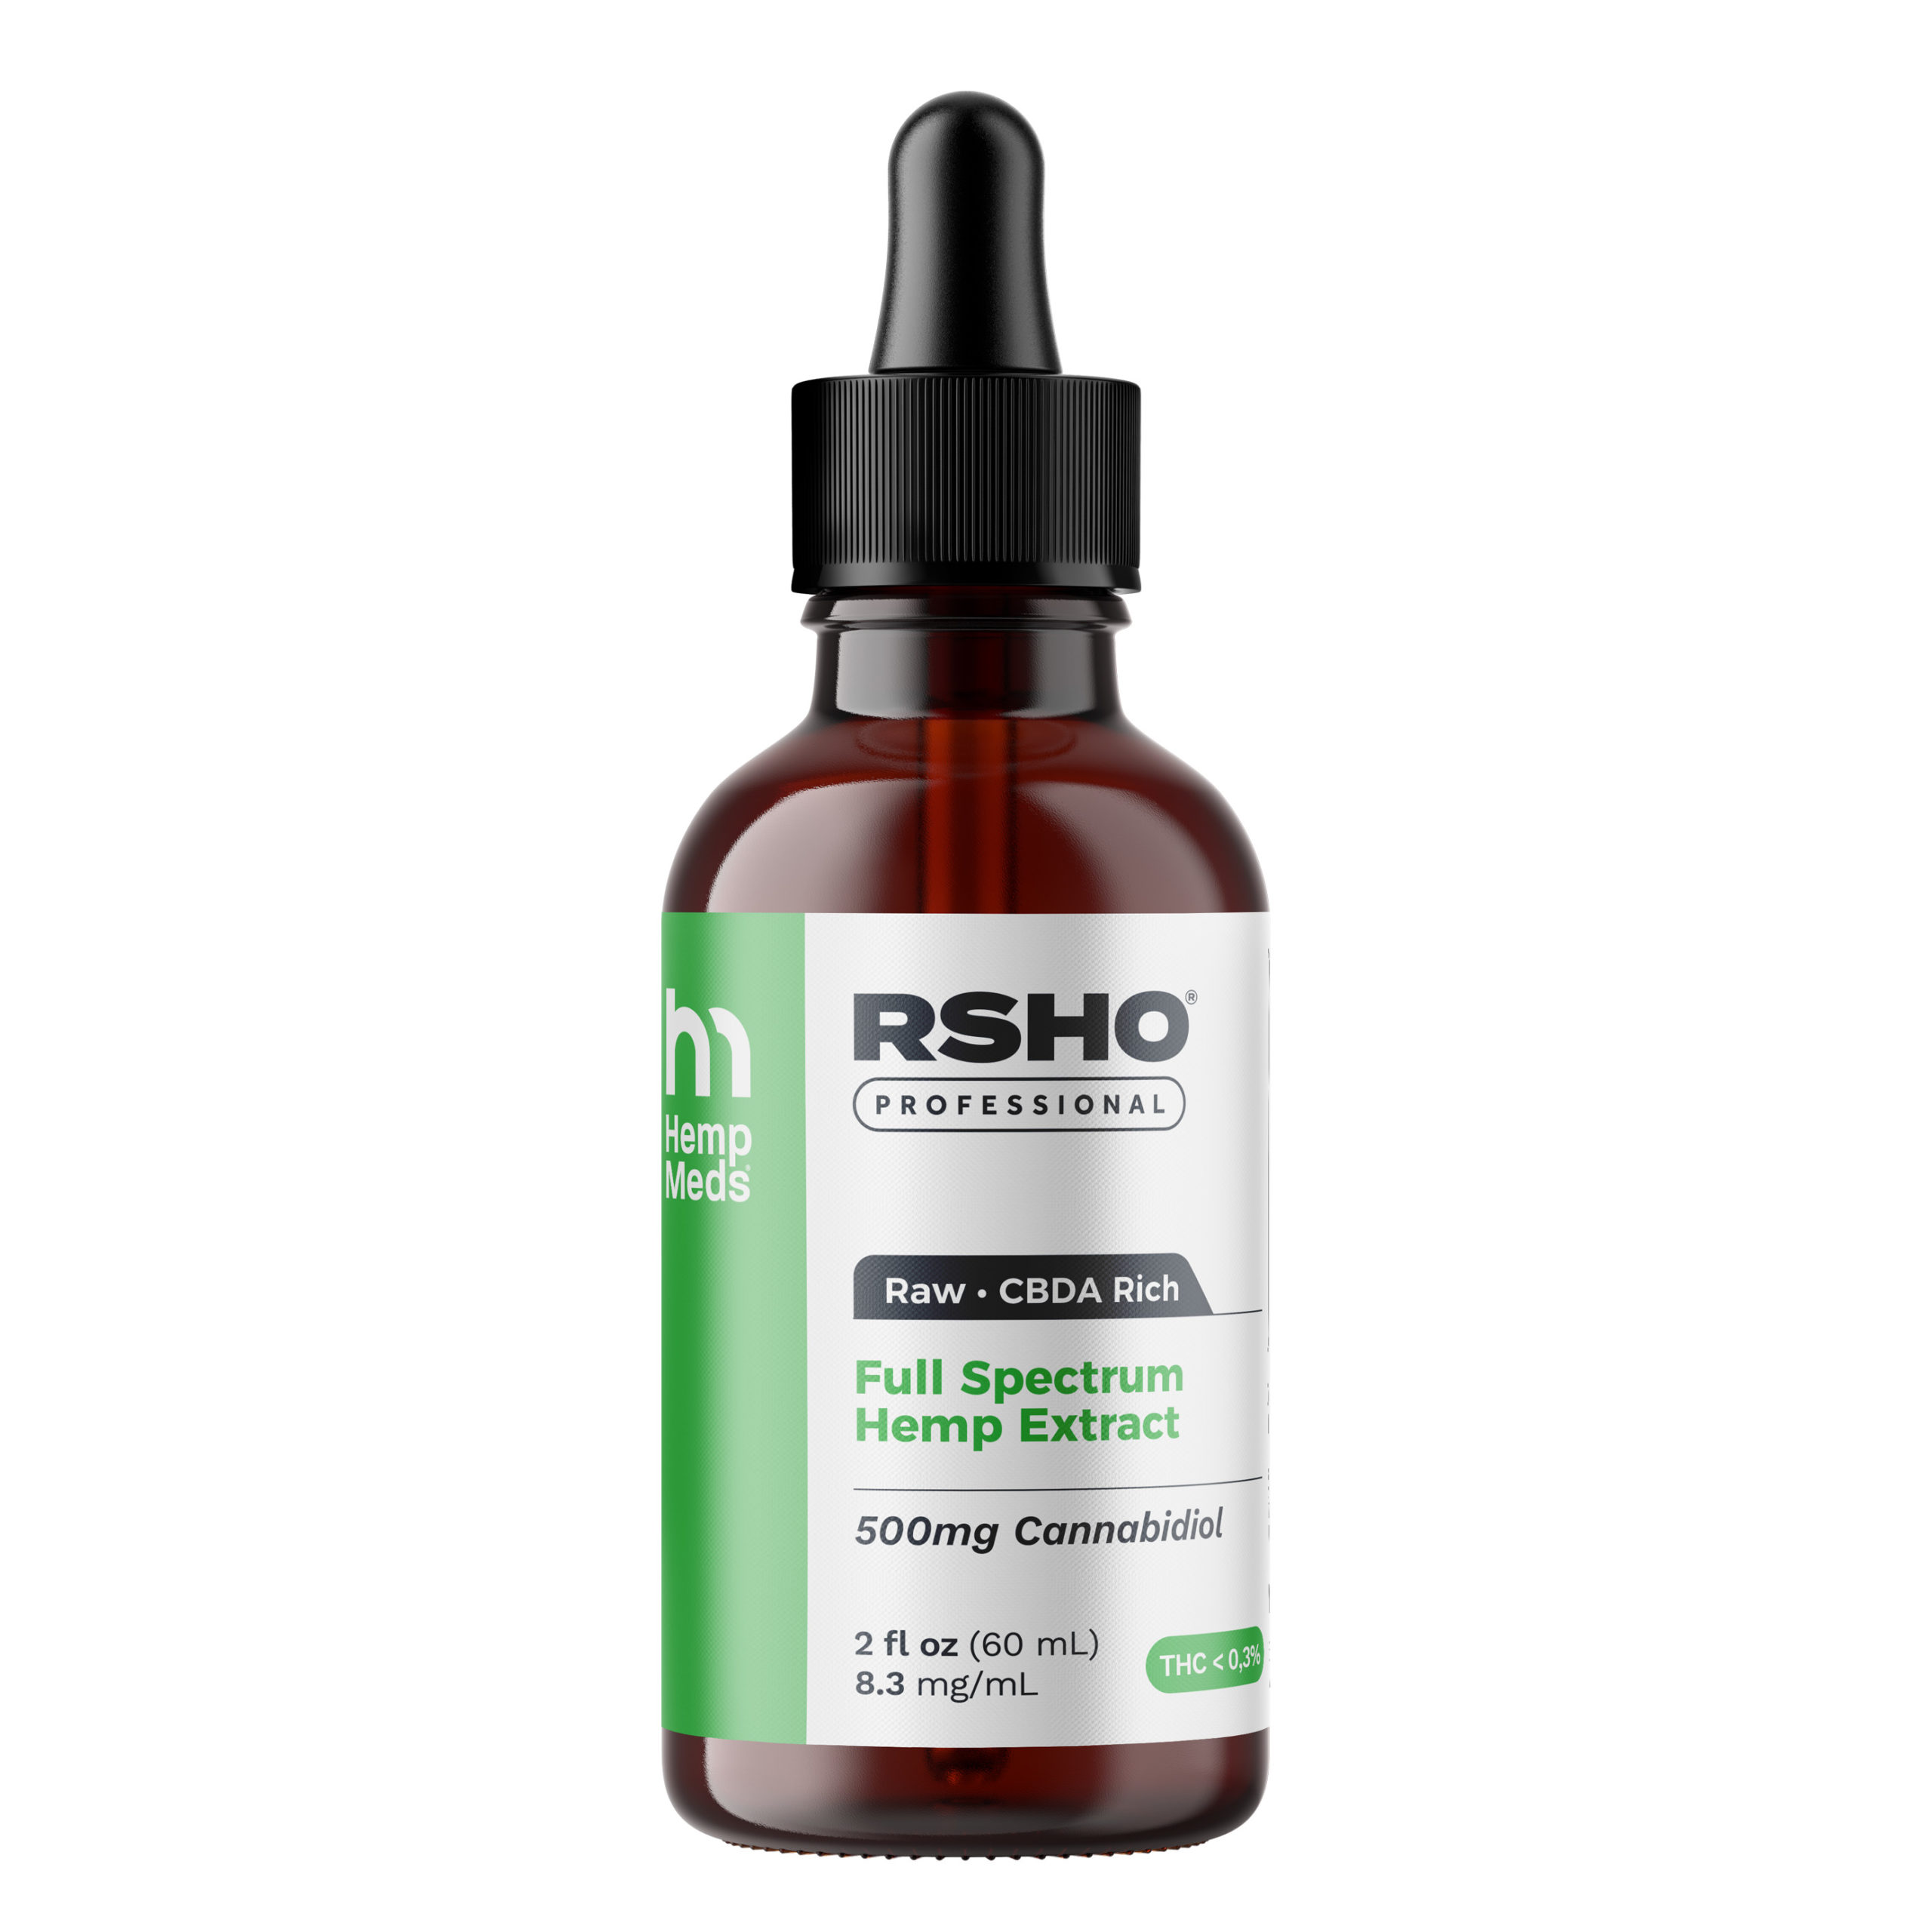 hm
Hemp
Meds®
RSHO®
PROFESSIONAL
Raw • CBDA Rich
Full Spectrum
Hemp Extract
500mg Cannabidiol
2 fl oz (60 mL)
8.3 mg/mL
THC < 0,3%